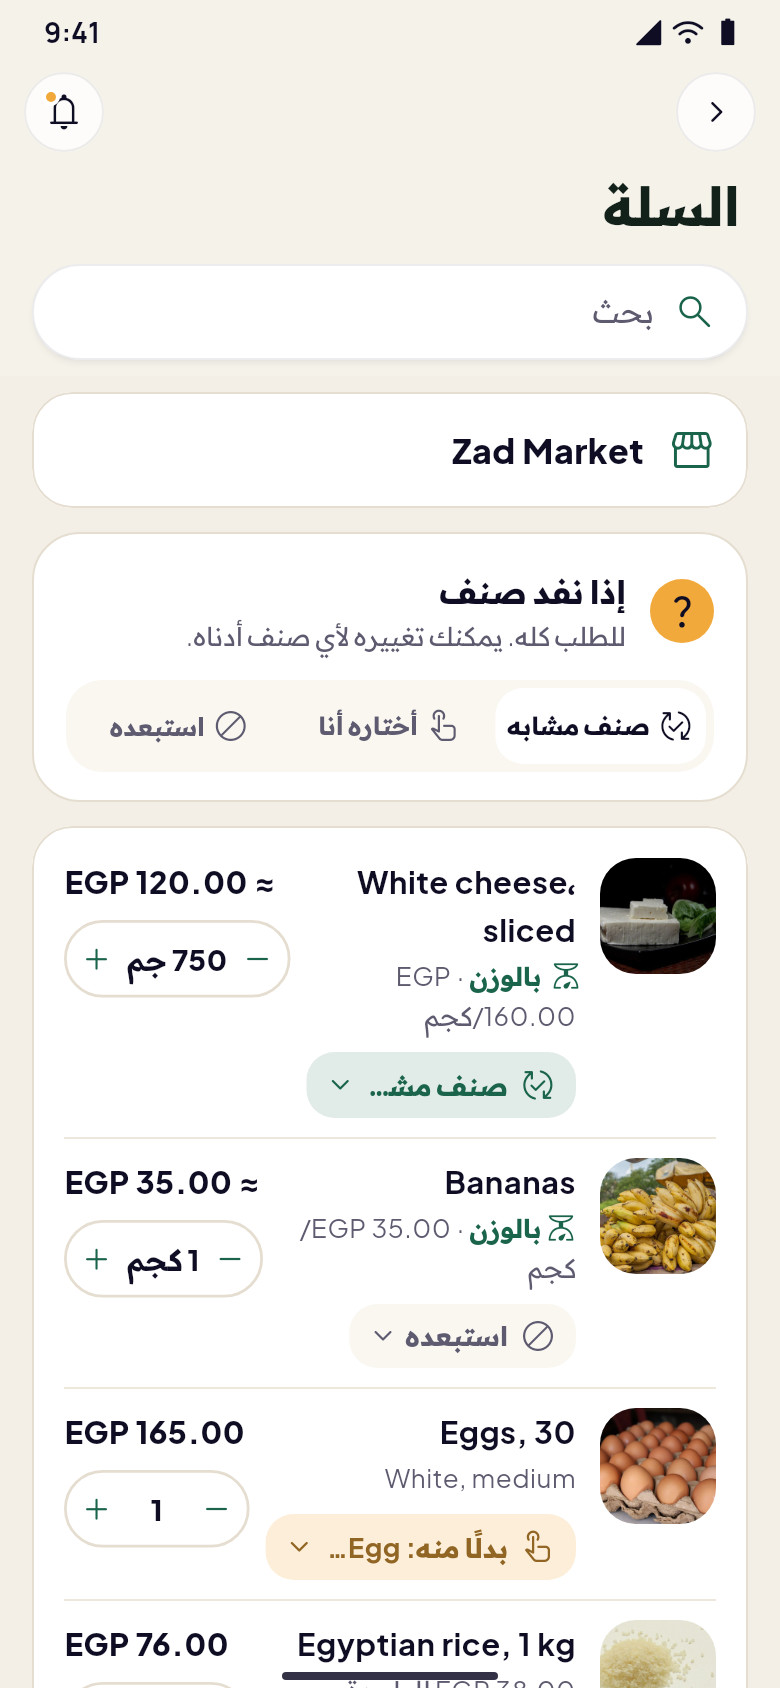 9:41
السلة
بحث
Zad Market
?
إذا نفد صنف
للطلب كله. يمكنك تغييره لأي صنف أدناه.
صنف مشابه
أختاره أنا
استبعده
White cheese،
sliced
≈ EGP 120.00
750 جم
بالوزن · EGP
160.00/كجم
صنف مشـ...
Bananas
≈ EGP 35.00
1 كجم
بالوزن · EGP 35.00/
كجم
استبعده
Eggs, 30
EGP 165.00
White, medium
1
بدلًا منه: Egg...
Egyptian rice, 1 kg
EGP 76.00